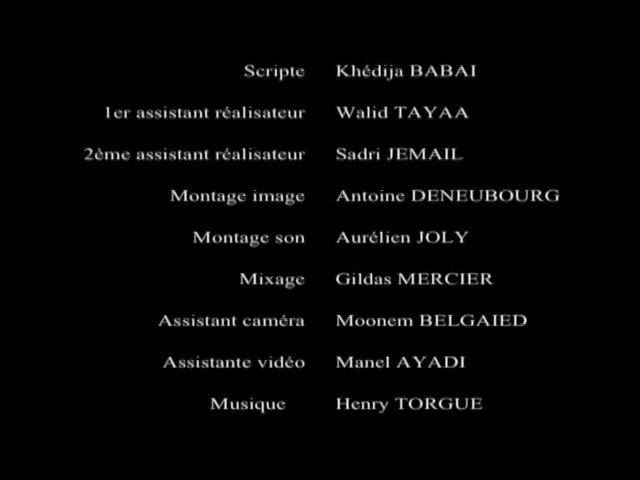 Scripte Khédija BABAI
1er assistant réalisateur Walid TAYAA
2ème assistant réalisateur Sadri JEMAIL
Montage image Antoine DENEUBOURG
Montage son Aurélien JOLY
Mixage Gildas MERCIER
Assistant caméra Moonem BELGAIED
Assistante vidéo Manel AYADI
Musique Henry TORGUE